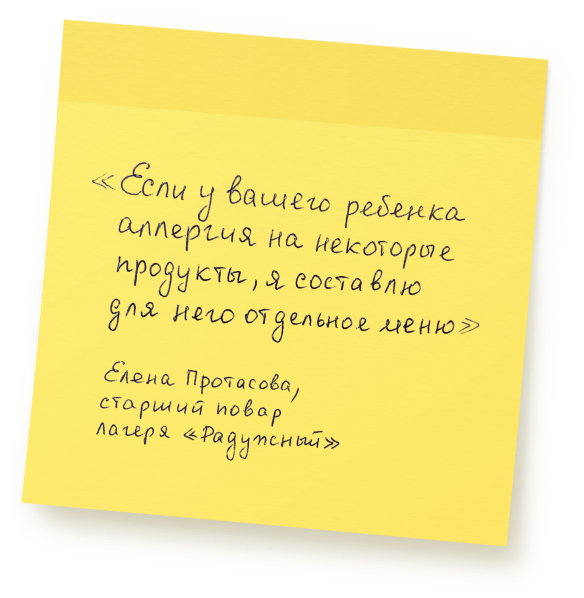 «Если у вашего ребенка
аллергия на некоторые
продукты, я составлю
для него отдельное меню»
Елена Протасова,
старший повар
лагеря «Радужный»